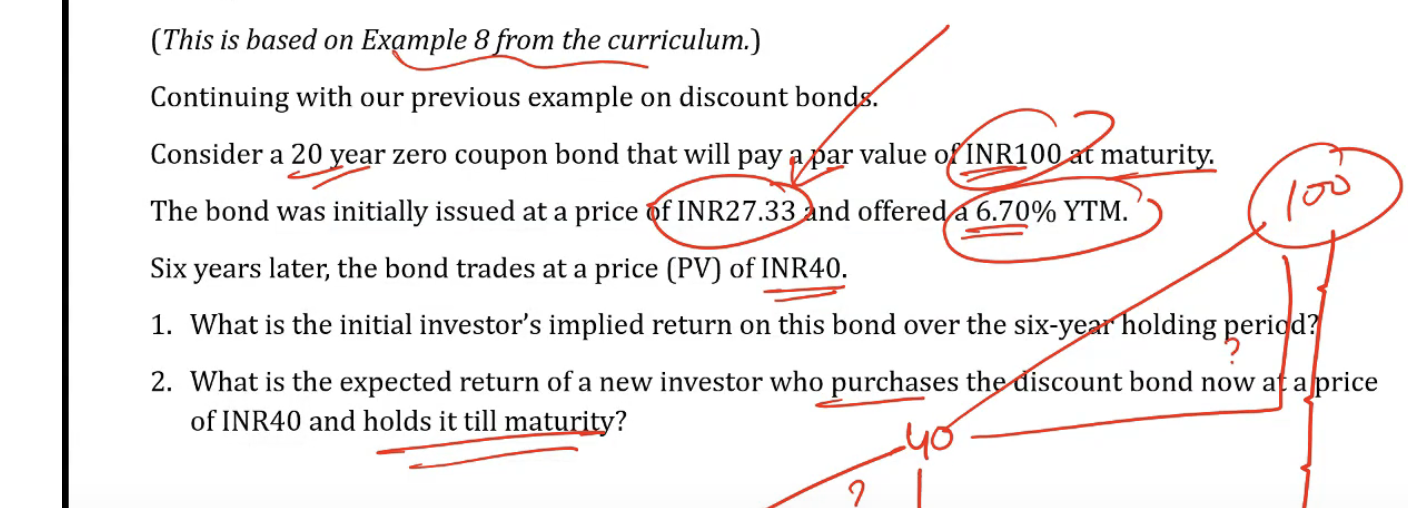 (This is based on Example 8 from the curriculum.)
Continuing with our previous example on discount bonds.
Consider a 20 year zero coupon bond that will pay a par value of INR100 at maturity.
100
The bond was initially issued at a price of INR27.33 and offered a 6.70% YTM.
Six years later, the bond trades at a price (PV) of INR40.
1. What is the initial investor's implied return on this bond over the six-year holding period?
?
2. What is the expected return of a new investor who purchases the discount bond now at a price
of INR40 and holds it till maturity?
40
?